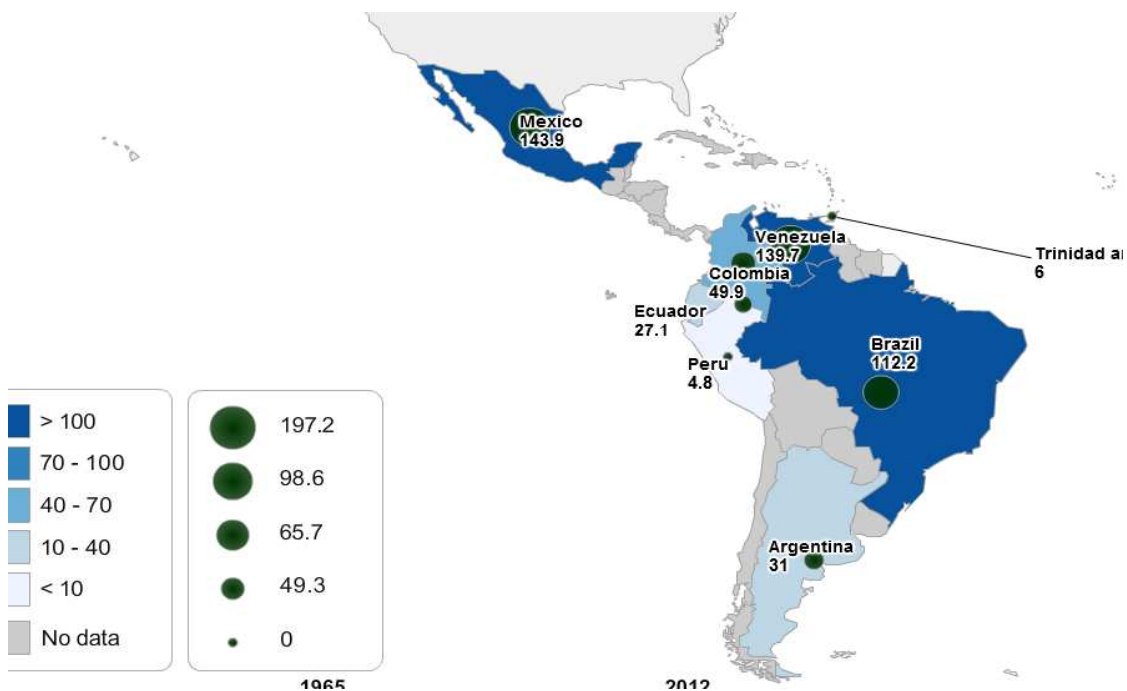 Mexico
143.9
Venezuela
139.7
Trinidad an
6
Colombia
49.9
Ecuador
27.1
Brazil
112.2
Peru
4.8
Argentina
31
> 100
70 - 100
40 - 70
10 - 40
< 10
No data
197.2
98.6
65.7
49.3
0
1965
2012